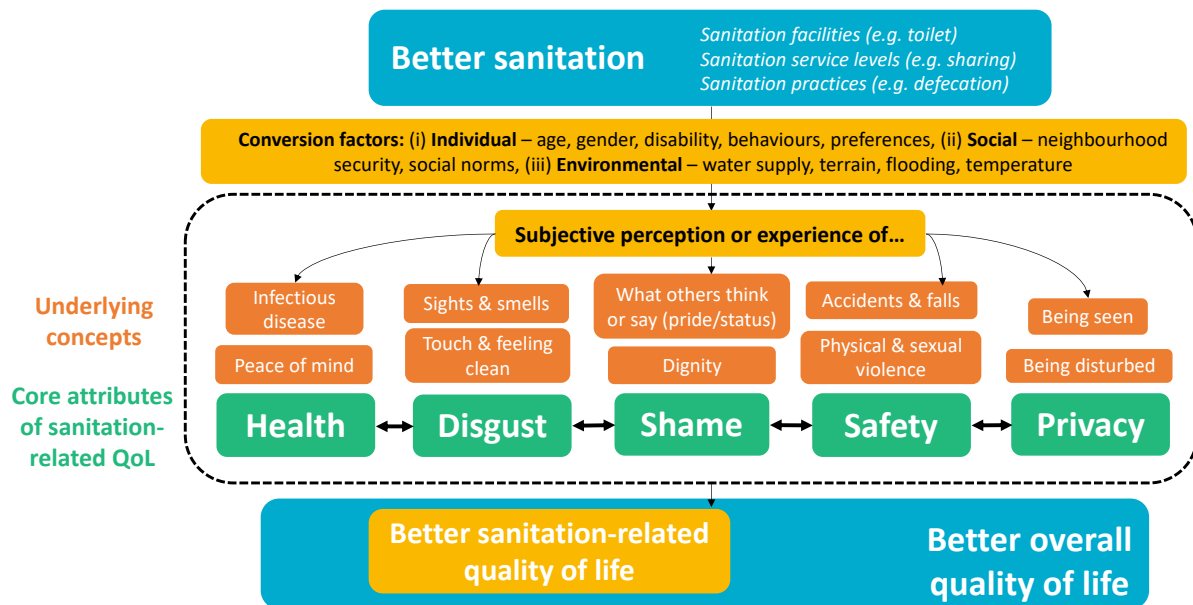 Better sanitation
Sanitation facilities (e.g. toilet)
Sanitation service levels (e.g. sharing)
Sanitation practices (e.g. defecation)
Conversion factors: (i) Individual – age, gender, disability, behaviours, preferences, (ii) Social – neighbourhood
security, social norms, (iii) Environmental – water supply, terrain, flooding, temperature
Subjective perception or experience of…
Underlying
concepts
Infectious
disease
Peace of mind
Sights & smells
Touch & feeling
clean
What others think
or say (pride/status)
Dignity
Accidents & falls
Physical & sexual
violence
Being seen
Being disturbed
Core attributes
of sanitation-
related QoL
Health
Disgust
Shame
Safety
Privacy
Better sanitation-related
quality of life
Better overall
quality of life